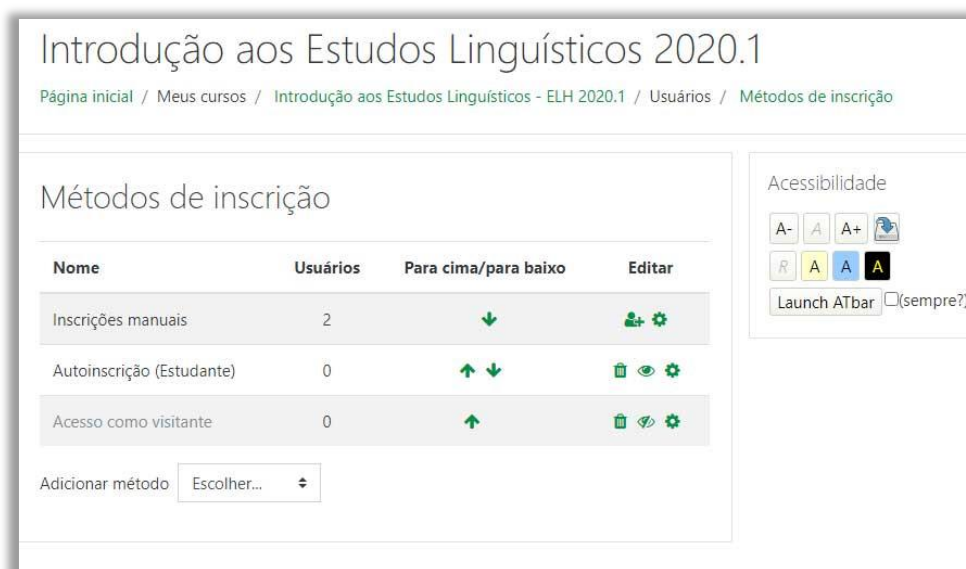 Introdução aos Estudos Linguísticos 2020.1
Página inicial / Meus cursos / Introdução aos Estudos Linguísticos - ELH 2020.1 / Usuários / Métodos de inscrição
Métodos de inscrição
Nome Usuários Para cima/para baixo Editar
Inscrições manuais 2
Autoinscrição (Estudante) 0
Acesso como visitante 0
Adicionar método Escolher...
Acessibilidade
A- A A+
R A A A
Launch ATbar (sempre?)